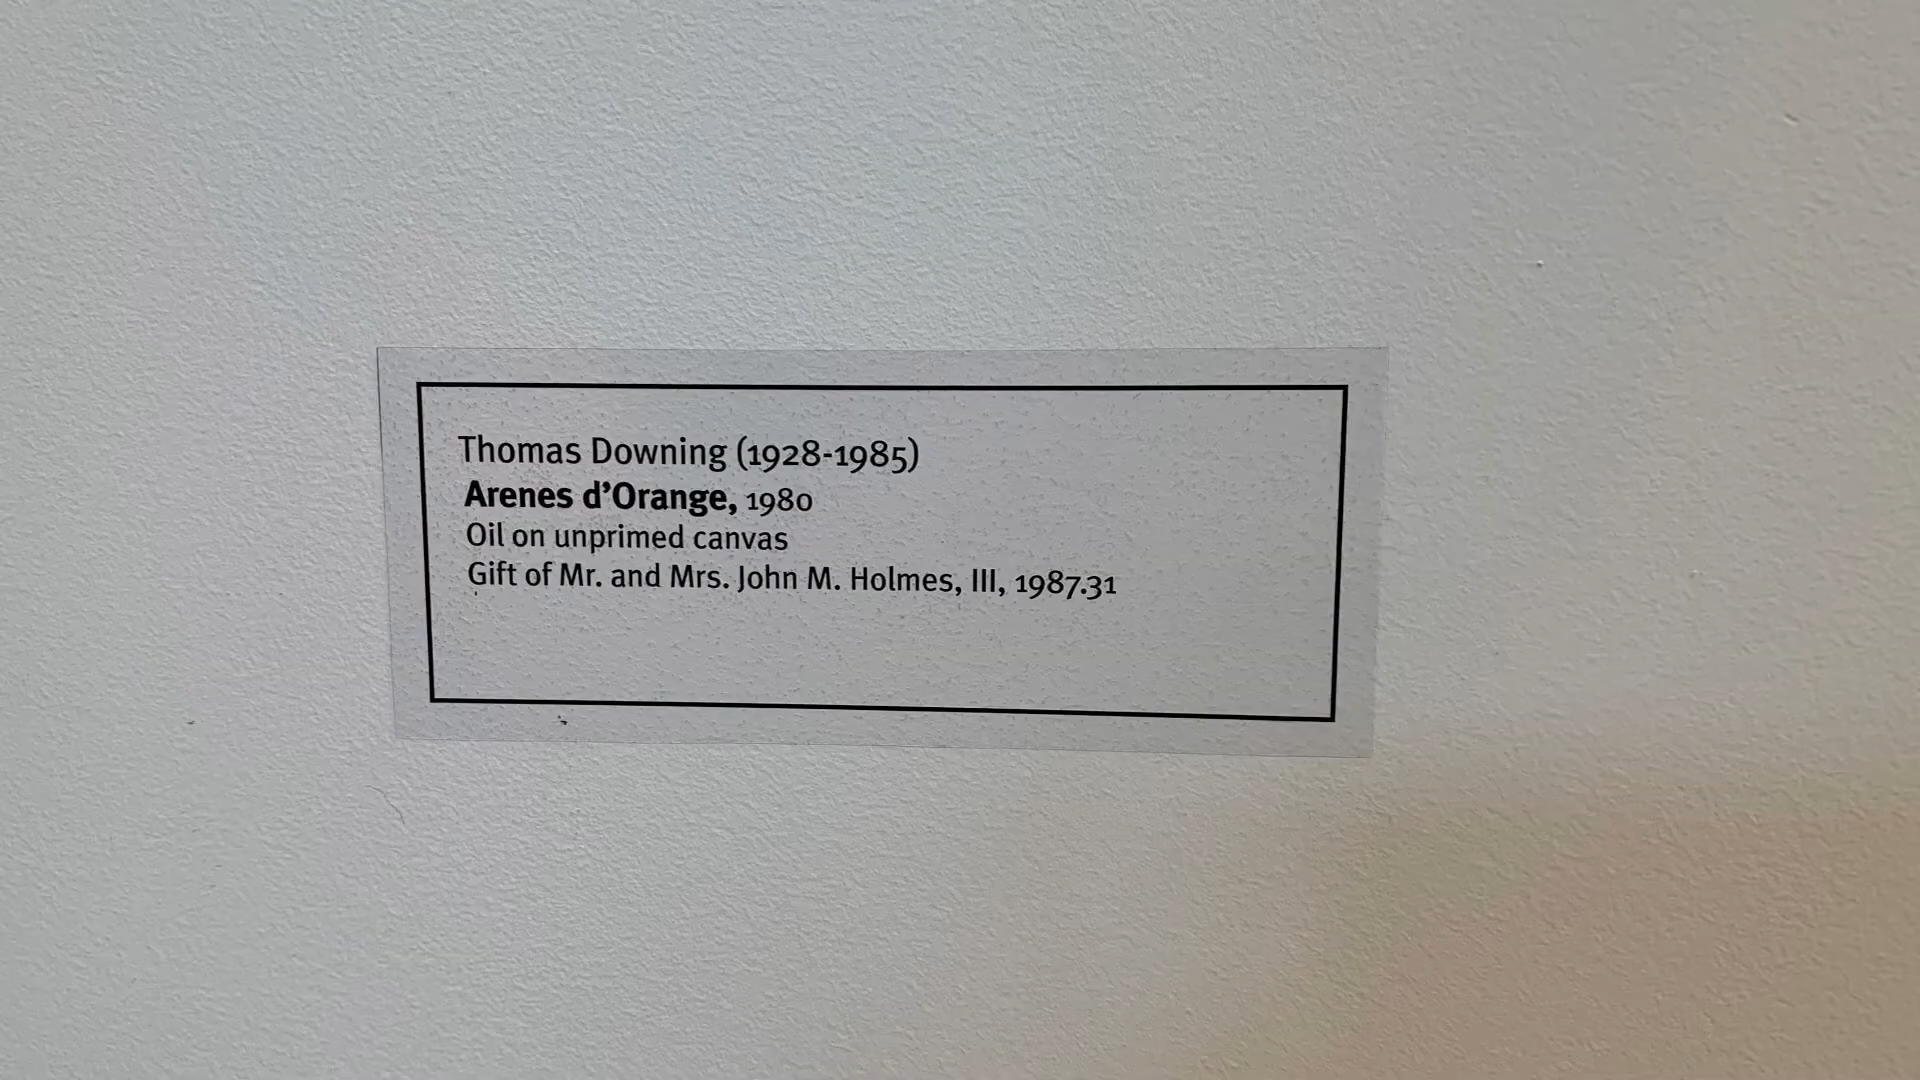 Thomas Downing (1928-1985)
Arenes d’Orange, 1980
Oil on unprimed canvas
Gift of Mr. and Mrs. John M. Holmes, III, 1987.31